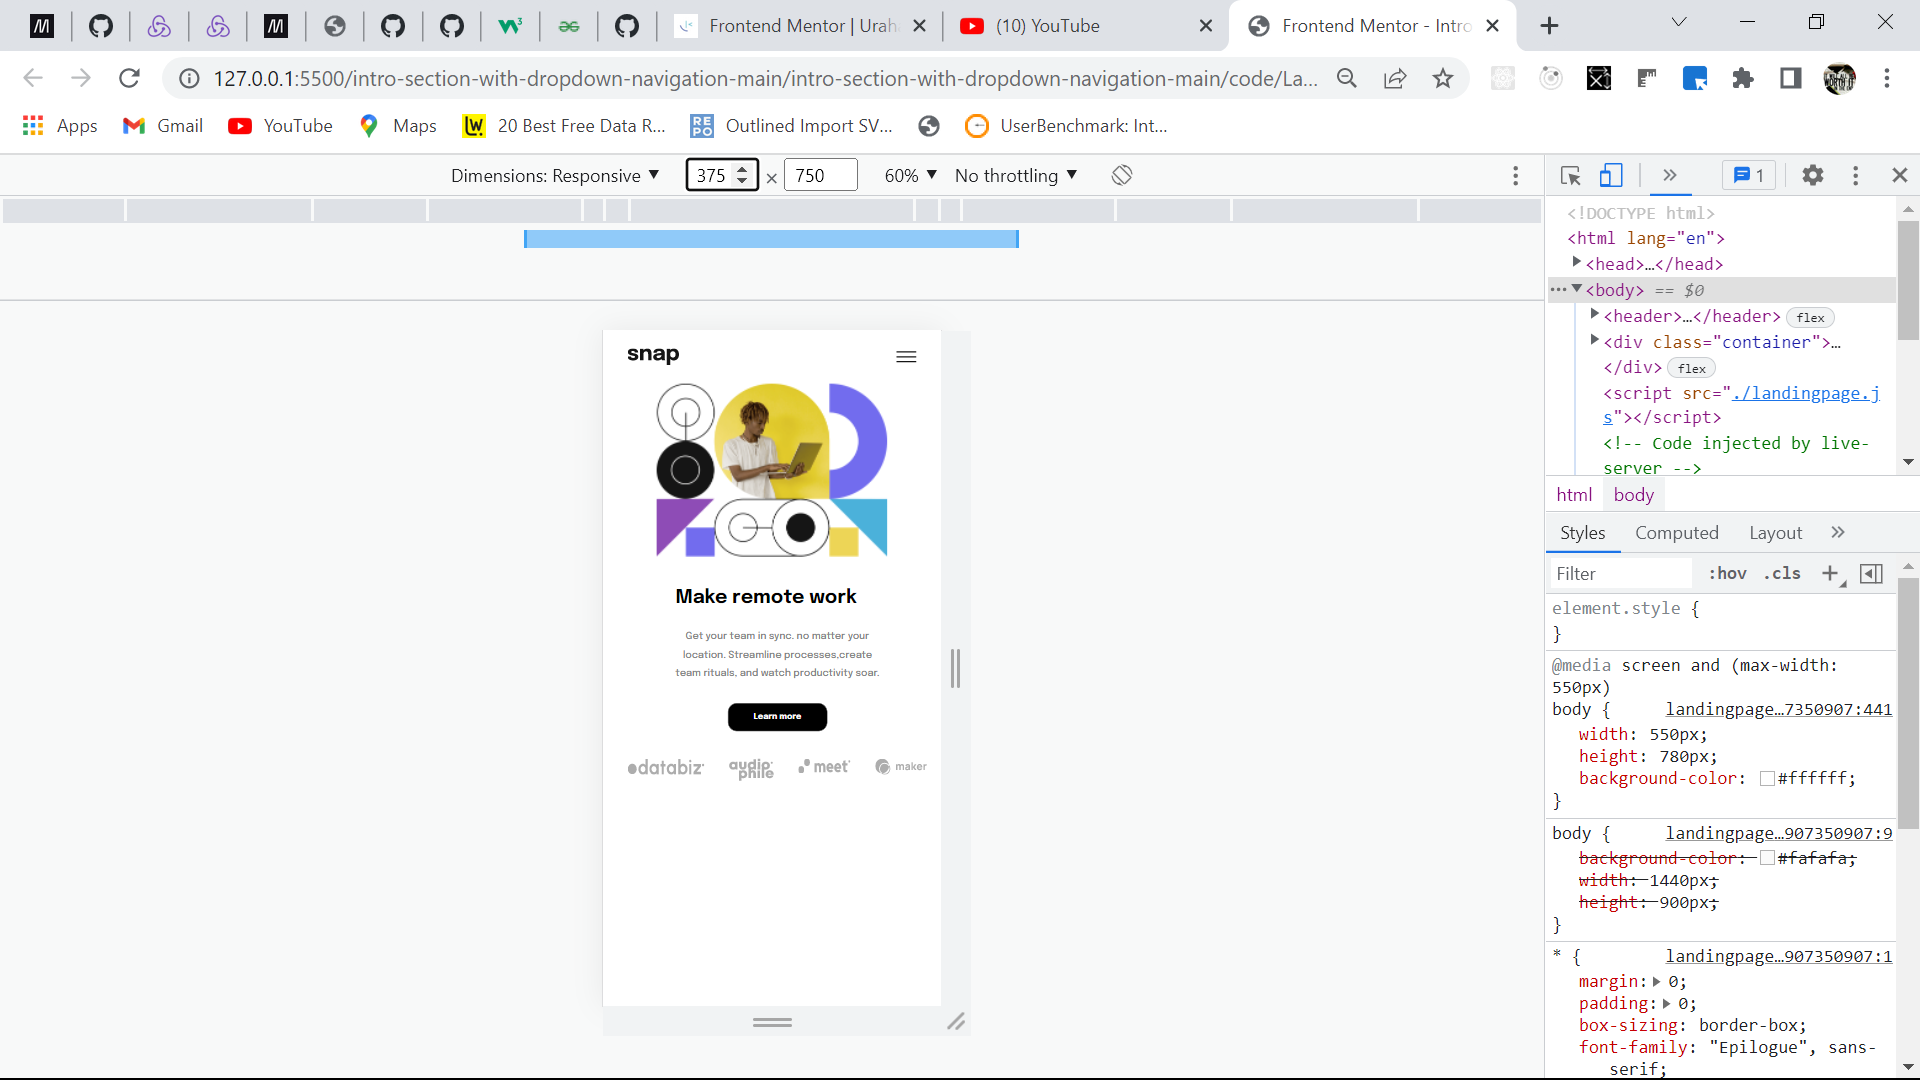 Frontend Mentor | Urah
(10) YouTube
Frontend Mentor - Intro
127.0.0.1:5500/intro-section-with-dropdown-navigation-main/intro-section-with-dropdown-navigation-main/code/La...
Apps
Gmail
YouTube
Maps
20 Best Free Data R...
REPO
Outlined Import SV...
UserBenchmark: Int...
Dimensions: Responsive
375
×
750
60%
No throttling
1
<!DOCTYPE html>
<html lang="en">
<head>…</head>
<body> == $0
<header>…</header> flex
<div class="container">…
</div> flex
<script src="./landingpage.j
s"></script>
<!-- Code injected by live-
server -->
html body
Styles Computed Layout
Filter :hov .cls
element.style {
}
@media screen and (max-width:
550px)
body { landingpage…7350907:441
width: 550px;
height: 780px;
background-color: #ffffff;
}
body { landingpage…907350907:9
background-color: #fafafa;
width: 1440px;
height: 900px;
}
* { landingpage…907350907:1
margin: 0;
padding: 0;
box-sizing: border-box;
font-family: "Epilogue", sans-
serif;
snap
Make remote work
Get your team in sync. no matter your
location. Streamline processes,create
team rituals, and watch productivity soar.
Learn more
databiz
audiophile
meet
maker